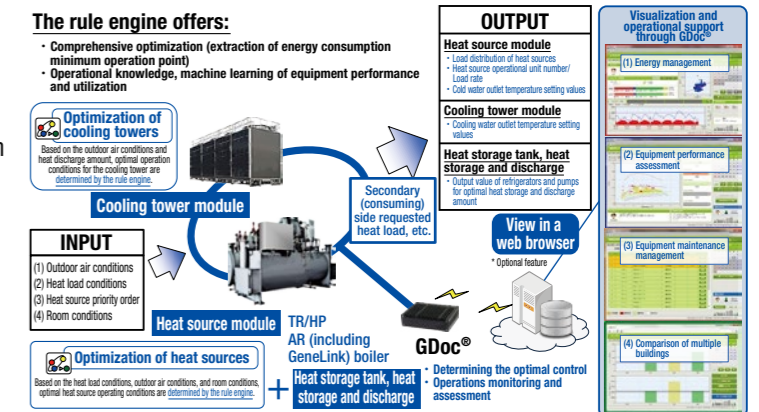 The rule engine offers:
・Comprehensive optimization (extraction of energy consumption
minimum operation point)
・Operational knowledge, machine learning of equipment performance
and utilization
Optimization of
cooling towers
Based on the outdoor air conditions and
heat discharge amount, optimal operation
conditions for the cooling tower are
determined by the rule engine.
Cooling tower module
INPUT
(1) Outdoor air conditions
(2) Heat load conditions
(3) Heat source priority order
(4) Room conditions
Heat source module
TR/HP
AR (including
GeneLink) boiler
Optimization of heat sources
Based on the heat load conditions, outdoor air conditions, and room conditions,
optimal heat source operating conditions are determined by the rule engine.
+
Heat storage tank, heat
storage and discharge
Secondary
(consuming)
side requested
heat load, etc.
GDoc®
・Determining the optimal control
・Operations monitoring and
assessment
OUTPUT
Heat source module
・Load distribution of heat sources
・Heat source operational unit number/
Load rate
・Cold water outlet temperature setting values
Cooling tower module
・Cooling water outlet temperature setting
values
Heat storage tank, heat
storage and discharge
・Output value of refrigerators and pumps
for optimal heat storage and discharge
amount
View in a
web browser
* Optional feature
Visualization and
operational support
through GDoc®
(1) Energy management
(2) Equipment performance
assessment
(3) Equipment maintenance
management
(4) Comparison of multiple
buildings